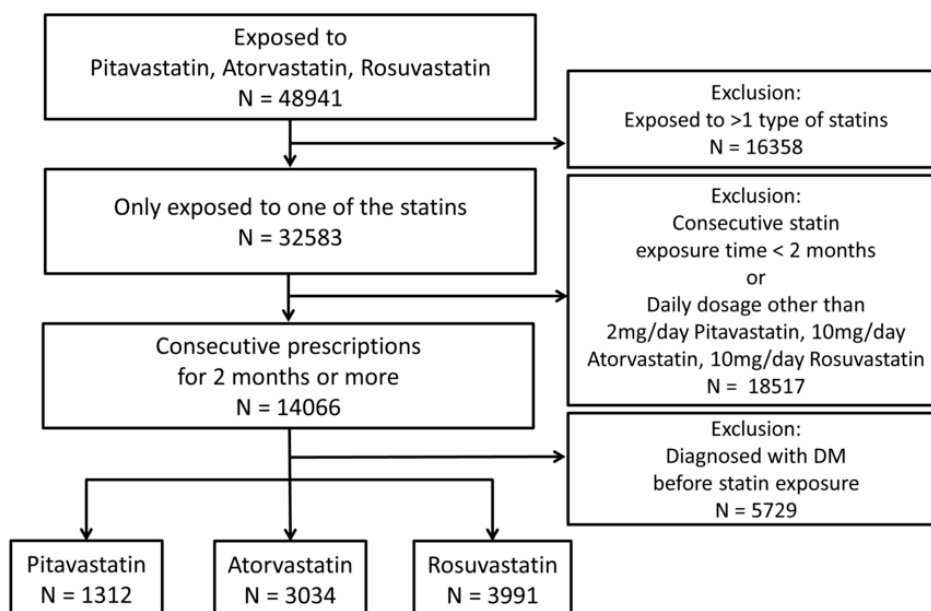 Exposed to
Pitavastatin, Atorvastatin, Rosuvastatin
N = 48941
Exclusion:
Exposed to >1 type of statins
N = 16358
Only exposed to one of the statins
N = 32583
Exclusion:
Consecutive statin
exposure time < 2 months
or
Daily dosage other than
2mg/day Pitavastatin, 10mg/day
Atorvastatin, 10mg/day Rosuvastatin
N = 18517
Consecutive prescriptions
for 2 months or more
N = 14066
Exclusion:
Diagnosed with DM
before statin exposure
N = 5729
Pitavastatin
N = 1312
Atorvastatin
N = 3034
Rosuvastatin
N = 3991